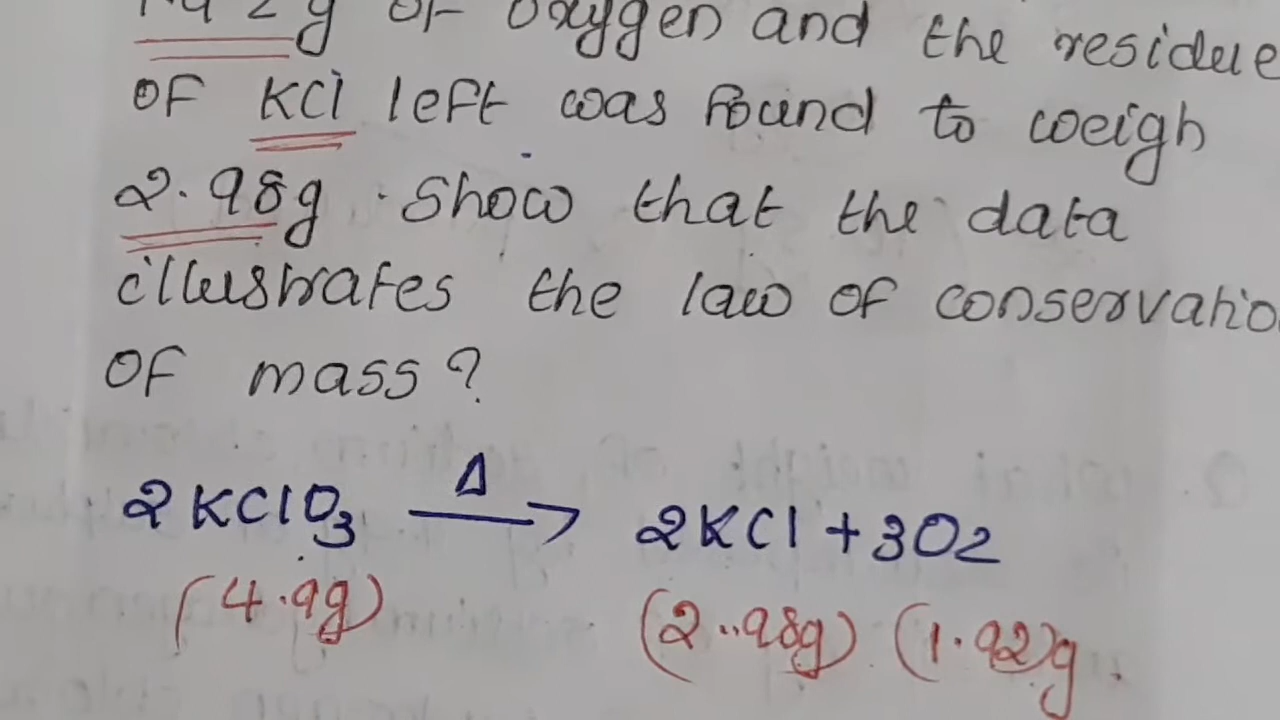 g of oxygen and the residue
of KCl left was found to weigh
2.98g. Show that the data
illustrates the law of conservatio
of mass?
Δ
2KClO3 → 2KCl + 3O2
(4.9g) (2.98g) (1.92)g.